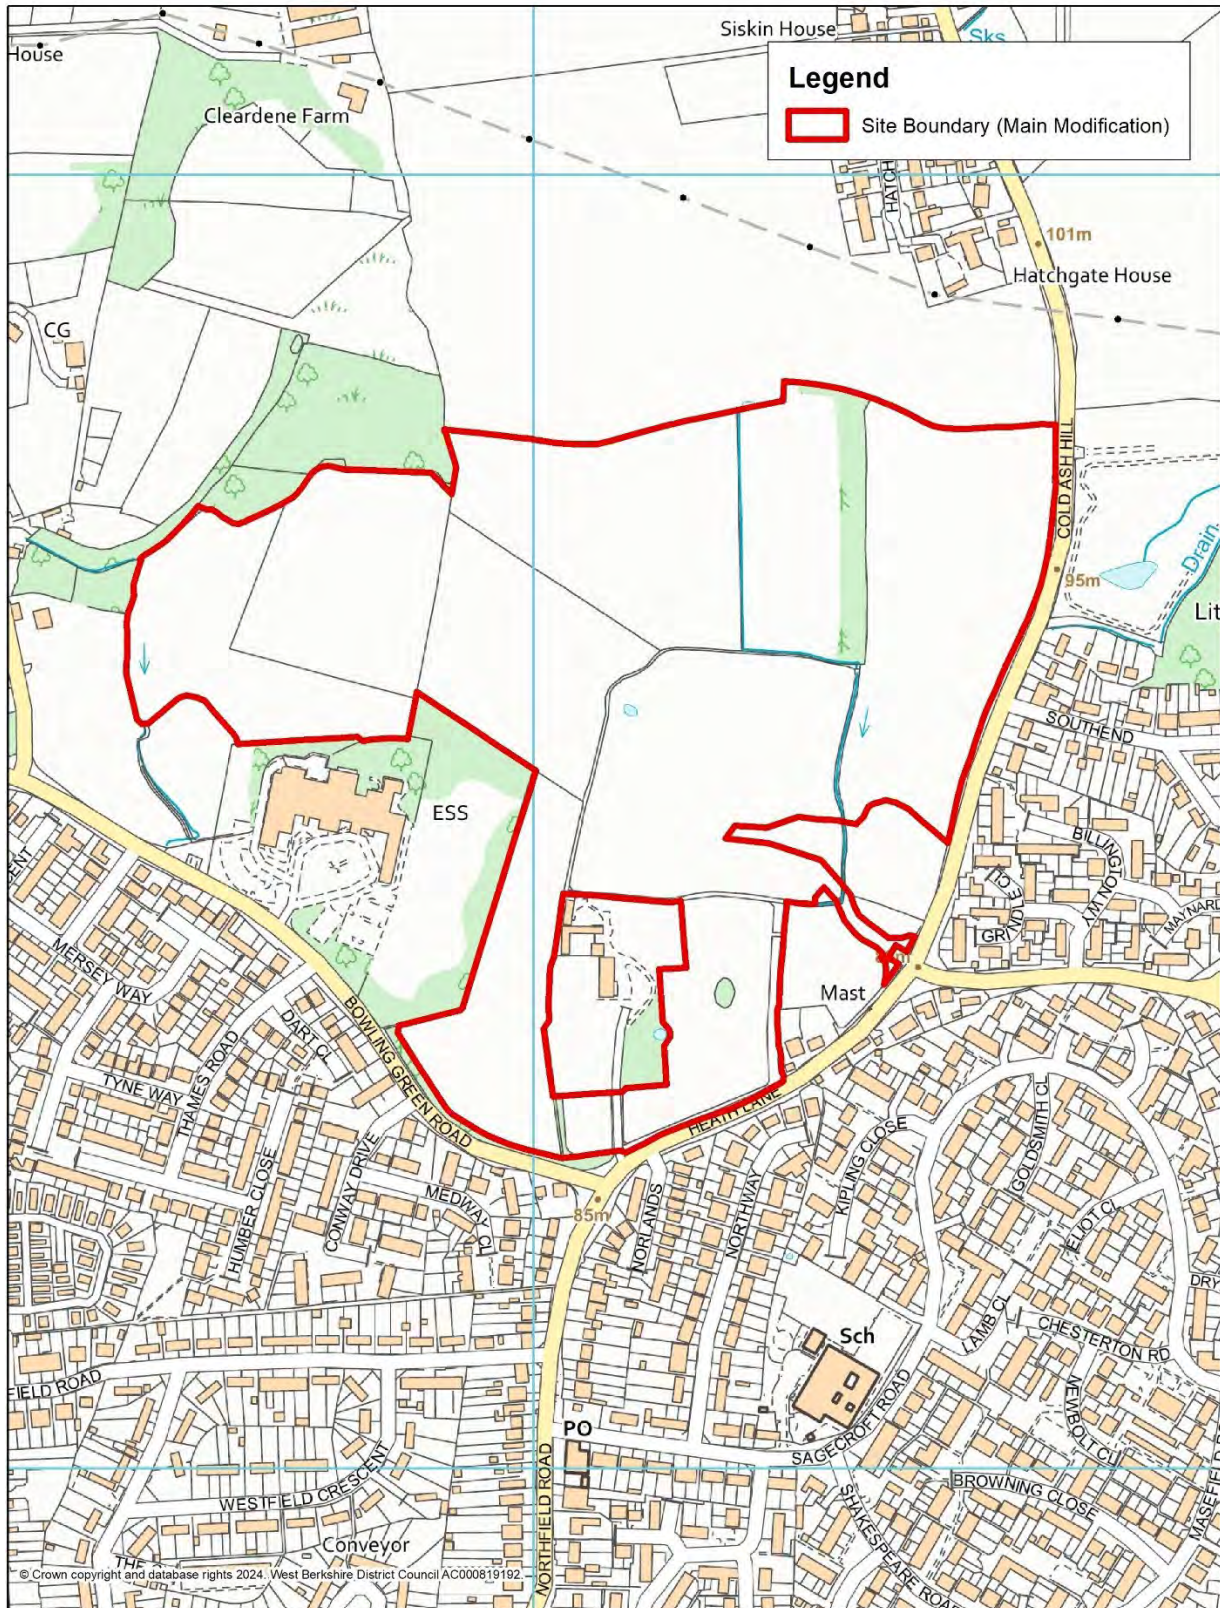 Siskin House
Sks
House
Legend
Site Boundary (Main Modification)
Cleardene Farm
HATCH
101m
Hatchgate House
CG
COLD ASH HILL
Drain
95m
Lit
SOUTHEND
ESS
BILLINGTON WY
MAYNARD
GRINDLE CL
MERSEY WAY
Mast
DART CL
BOWLING GREEN ROAD
TYNE WAY
THAMES ROAD
HEATH LANE
KIPLING CLOSE
GOLDSMITH CL
CONWAY DRIVE
HUMBER CLOSE
MEDWAY CL
NORLANDS
NORTHWAY
ELIOT CL
85m
DRY
LAMB CL
CHESTERTON RD
Sch
FIELD ROAD
NEWBOLT CL
PO
SAGECROFT ROAD
WESTFIELD CRESCENT
NORTHFIELD ROAD
BROWNING CLOSE
SHAKESPEARE ROAD
Conveyor
© Crown copyright and database rights 2024. West Berkshire District Council AC000819192.